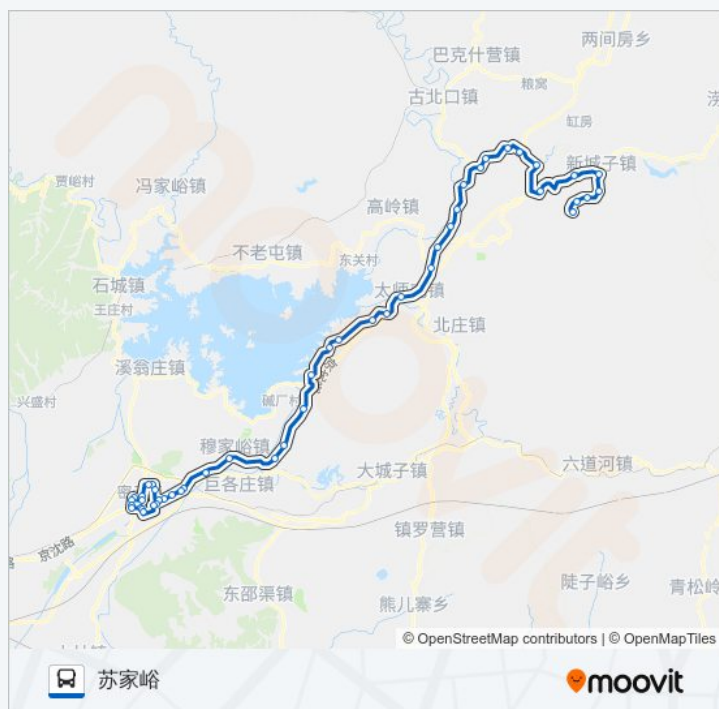 两间房乡
巴克什营镇
粮窝
涝
古北口镇
缸房
新城子镇
贾峪村
冯家峪镇
高岭镇
不老屯镇
东关村
石城镇
王庄村
北庄镇
溪翁庄镇
兴盛村
碱厂村
穆家峪镇
六道河镇
大城子镇
巨各庄镇
镇罗营镇
京沈路
陡子峪乡
东邵渠镇
熊儿寨乡
青松岭
© OpenStreetMap contributors | © OpenMapTiles
苏家峪
moovit